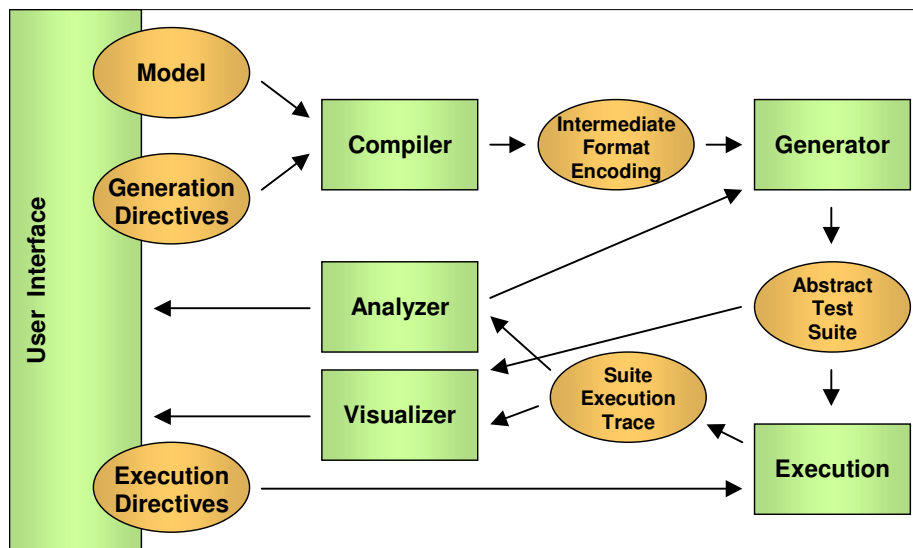 User Interface
Model
Generation
Directives
Compiler
Intermediate
Format
Encoding
Generator
Analyzer
Abstract
Test
Suite
Visualizer
Suite
Execution
Trace
Execution
Directives
Execution